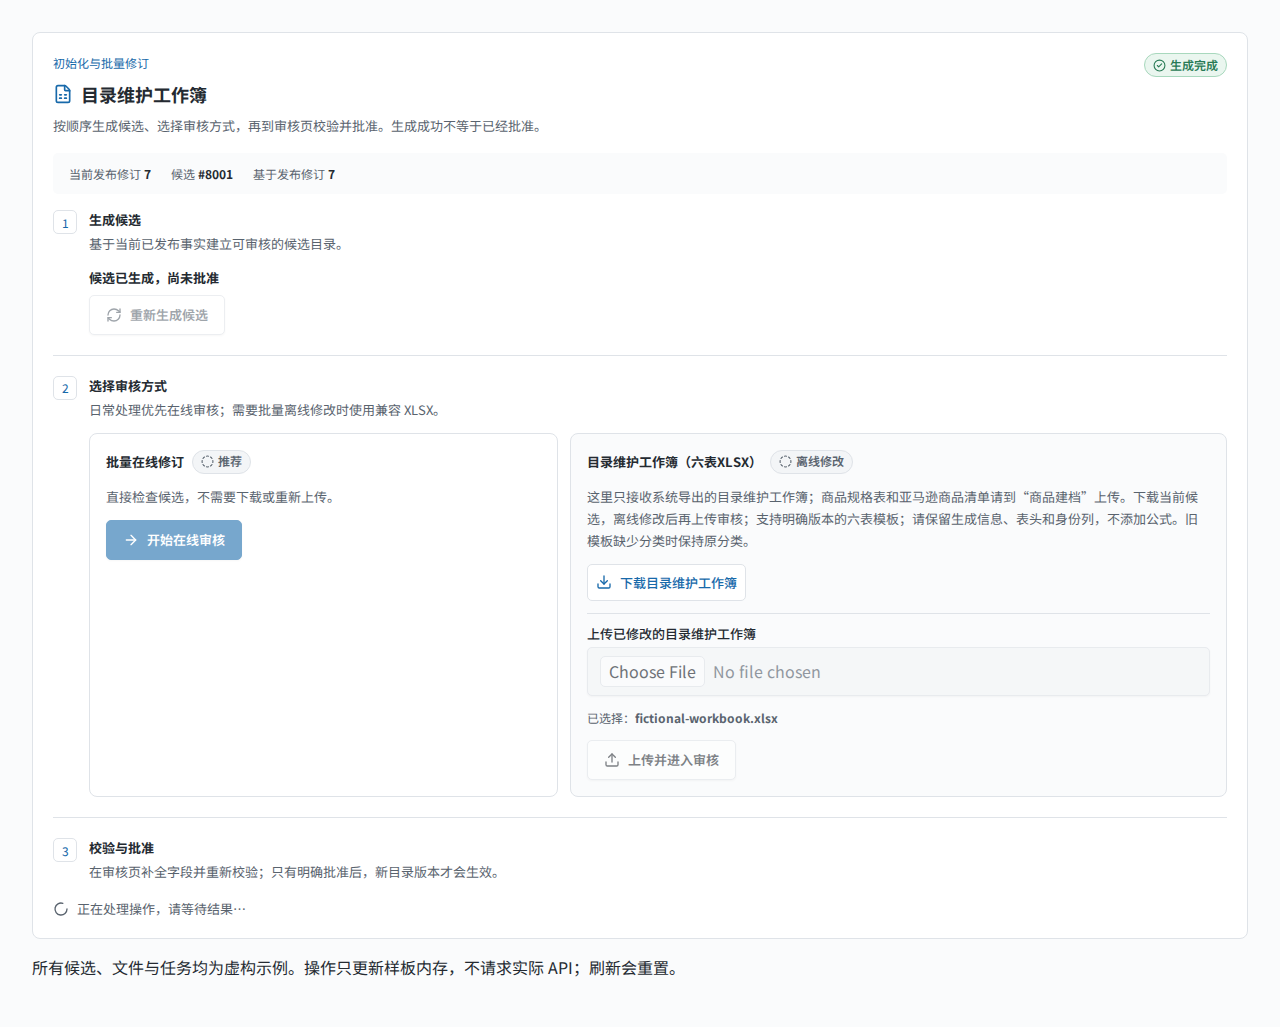 初始化与批量修订
生成完成
目录维护工作簿
按顺序生成候选、选择审核方式，再到审核页校验并批准。生成成功不等于已经批准。
当前发布修订 7 候选 #8001 基于发布修订 7
1 生成候选
基于当前已发布事实建立可审核的候选目录。
候选已生成，尚未批准
重新生成候选
2 选择审核方式
日常处理优先在线审核；需要批量离线修改时使用兼容 XLSX。
批量在线修订 推荐
直接检查候选，不需要下载或重新上传。
开始在线审核
目录维护工作簿（六表XLSX） 离线修改
这里只接收系统导出的目录维护工作簿；商品规格表和亚马逊商品清单请到“商品建档”上传。下载当前候
选，离线修改后再上传审核；支持明确版本的六表模板；请保留生成信息、表头和身份列，不添加公式。旧
模板缺少分类时保持原分类。
下载目录维护工作簿
上传已修改的目录维护工作簿
Choose File No file chosen
已选择：fictional-workbook.xlsx
上传并进入审核
3 校验与批准
在审核页补全字段并重新校验；只有明确批准后，新目录版本才会生效。
正在处理操作，请等待结果…
所有候选、文件与任务均为虚构示例。操作只更新样板内存，不请求实际 API；刷新会重置。